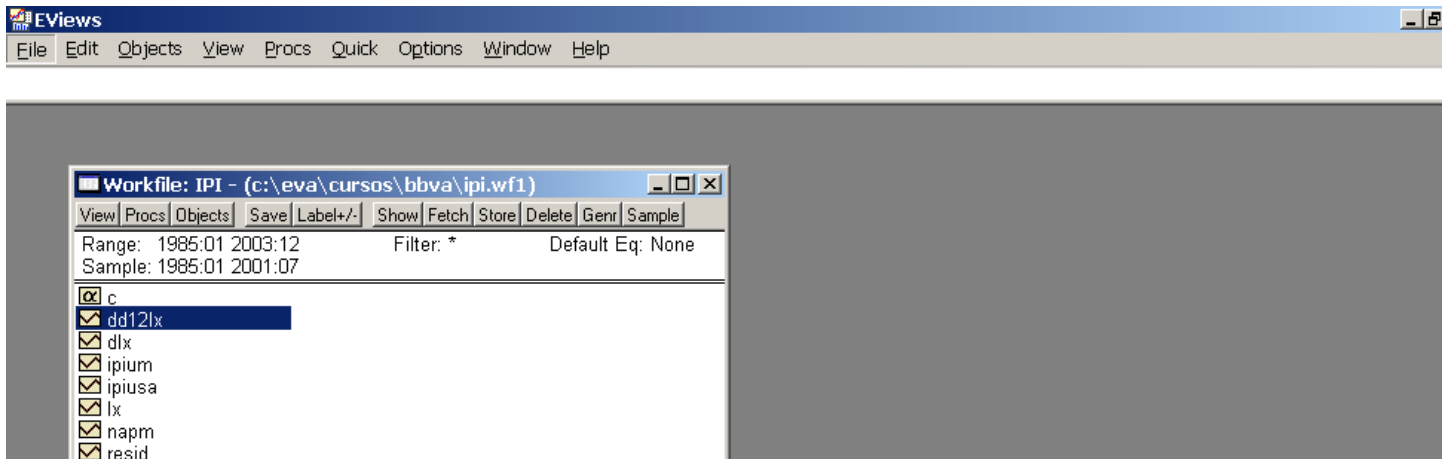 EViews
File Edit Objects View Procs Quick Options Window Help
Workfile: IPI - (c:\eva\cursos\bbva\ipi.wf1)
View Procs Objects Save Label+/- Show Fetch Store Delete Genr Sample
Range: 1985:01 2003:12 Filter: * Default Eq: None
Sample: 1985:01 2001:07
α c
dd12lx
dlx
ipium
ipiusa
lx
napm
resid